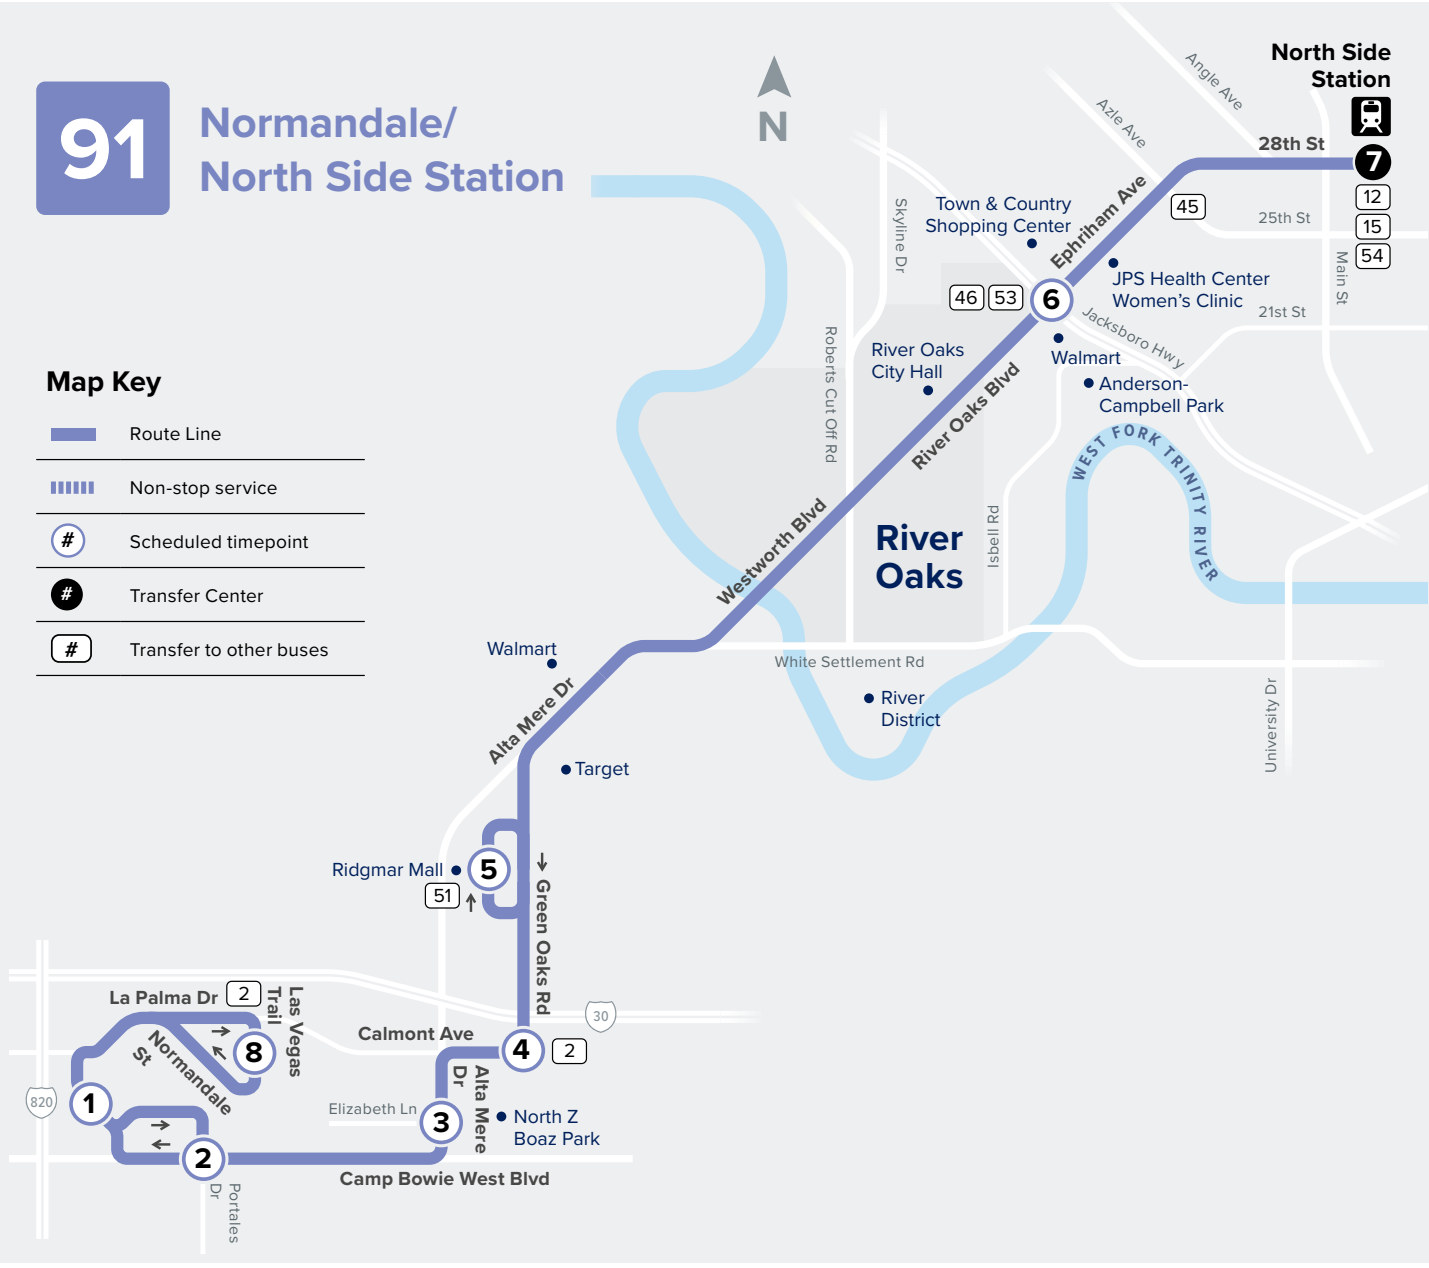 91
Normandale/
North Side Station
N
North Side
Station
7
12
15
54
28th St
Angle Ave
Azle Ave
45
25th St
Main St
21st St
Ephriham Ave
Town & Country
Shopping Center
Skyline Dr
JPS Health Center
Women's Clinic
46
53
6
Jacksboro Hwy
Walmart
Anderson-
Campbell Park
River Oaks
City Hall
River Oaks Blvd
Roberts Cut Off Rd
WEST FORK TRINITY RIVER
Map Key
Route Line
Non-stop service
#
Scheduled timepoint
#
Transfer Center
#
Transfer to other buses
Westworth Blvd
River
Oaks
Isbell Rd
White Settlement Rd
River
District
University Dr
Walmart
Alta Mere Dr
Target
Ridgmar Mall
5
51
Green Oaks Rd
30
La Palma Dr
2
Las Vegas
Trail
8
Normandale
St
Calmont Ave
4
2
Alta Mere
Dr
820
1
Elizabeth Ln
3
North Z
Boaz Park
2
Camp Bowie West Blvd
Portales
Dr